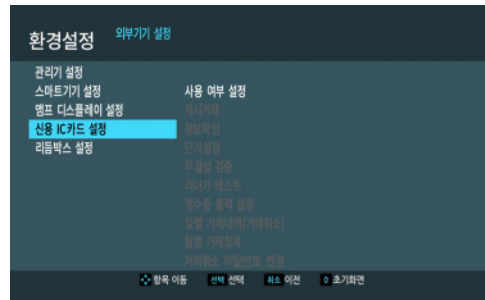 환경설정 외부기기 설정
관리기 설정
스마트기기 설정
앰프 디스플레이 설정
신용 IC카드 설정
리듬박스 설정
사용 여부 설정
개시거래
정보확인
단가설정
무결성 검증
리더기 테스트
영수증 출력 설정
일별 거래내역(거래취소)
월별 거래집계
거래취소 비밀번호 변경
항목 이동 선택 선택 취소 이전 0 초기화면